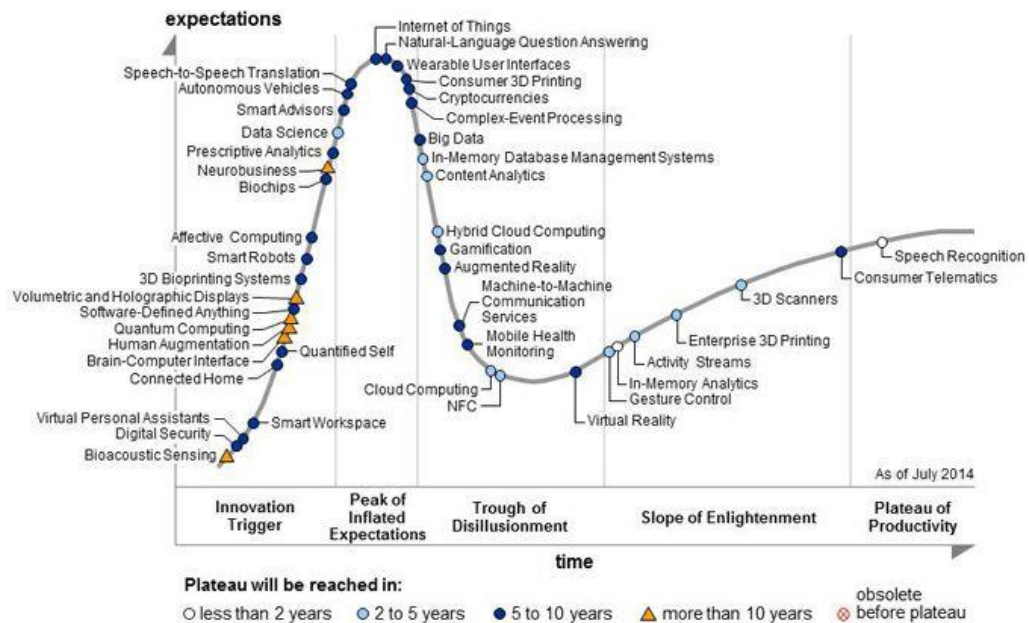 expectations
Internet of Things
Natural-Language Question Answering
Wearable User Interfaces
Consumer 3D Printing
Cryptocurrencies
Complex-Event Processing
Speech-to-Speech Translation
Autonomous Vehicles
Smart Advisors
Data Science
Prescriptive Analytics
Neurobusiness
Biochips
Big Data
In-Memory Database Management Systems
Content Analytics
Affective Computing
Smart Robots
3D Bioprinting Systems
Volumetric and Holographic Displays
Software-Defined Anything
Quantum Computing
Human Augmentation
Brain-Computer Interface
Quantified Self
Connected Home
Hybrid Cloud Computing
Gamification
Augmented Reality
Machine-to-Machine
Communication
Services
Mobile Health
Monitoring
Cloud Computing
NFC
Virtual Reality
Virtual Personal Assistants
Digital Security
Bioacoustic Sensing
Smart Workspace
Speech Recognition
Consumer Telematics
3D Scanners
Enterprise 3D Printing
Activity Streams
In-Memory Analytics
Gesture Control
As of July 2014
Innovation
Trigger
Peak of
Inflated
Expectations
Trough of
Disillusionment
Slope of Enlightenment
Plateau of
Productivity
time
Plateau will be reached in:
less than 2 years
2 to 5 years
5 to 10 years
more than 10 years
obsolete
before plateau